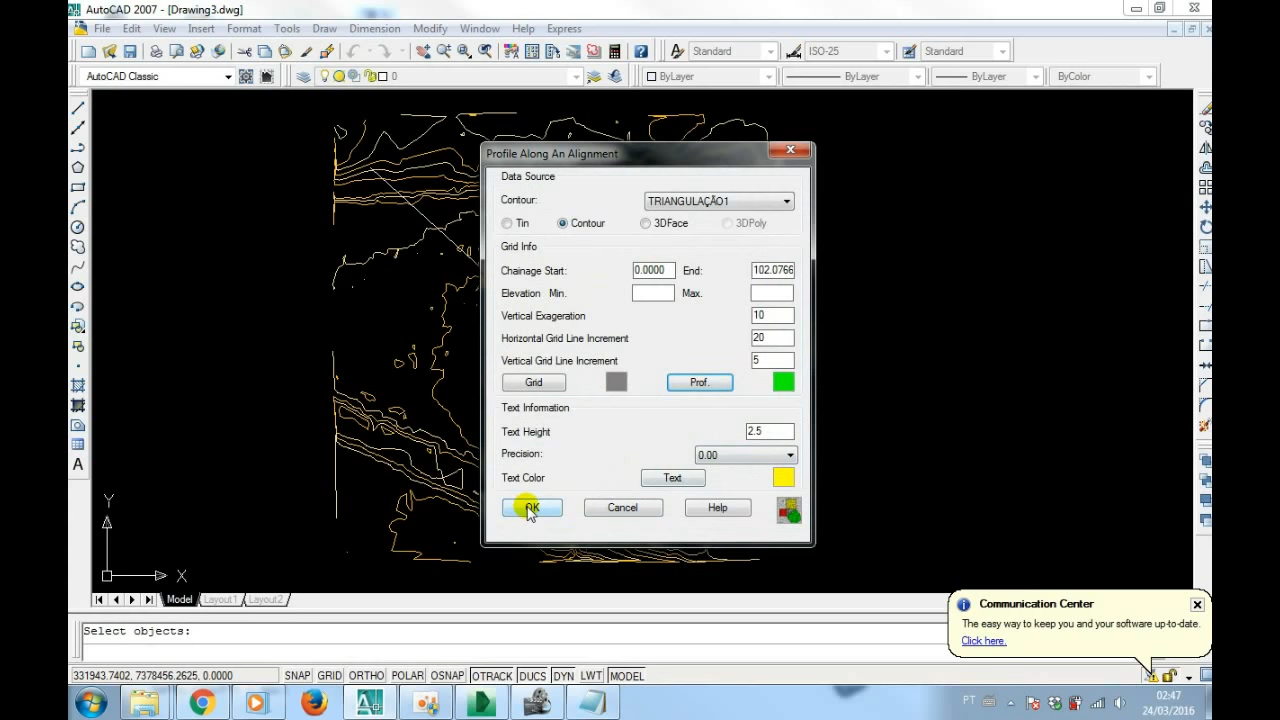 AutoCAD 2007 - [Drawing3.dwg]
File Edit View Insert Format Tools Draw Dimension Modify Window Help Express
Standard ISO-25 Standard
AutoCAD Classic 0 ByLayer ByLayer ByLayer ByColor
Profile Along An Alignment
Data Source
Contour: TRIANGULAÇÃO1
Tin Contour 3DFace 3DPoly
Grid Info
Chainage Start: 0.0000 End: 102.0766
Elevation Min. Max.
Vertical Exageration 10
Horizontal Grid Line Increment 20
Vertical Grid Line Increment 5
Grid Prof.
Text Information
Text Height 2.5
Precision: 0.00
Text Color Text
OK Cancel Help
A
Y
X
Model Layout1 Layout2
Communication Center
The easy way to keep you and your software up-to-date.
Click here.
Select objects:
331943.7402, 7378456.2625, 0.0000 SNAP GRID ORTHO POLAR OSNAP OTRACK DUCS DYN LWT MODEL
PT 02:47
24/03/2016